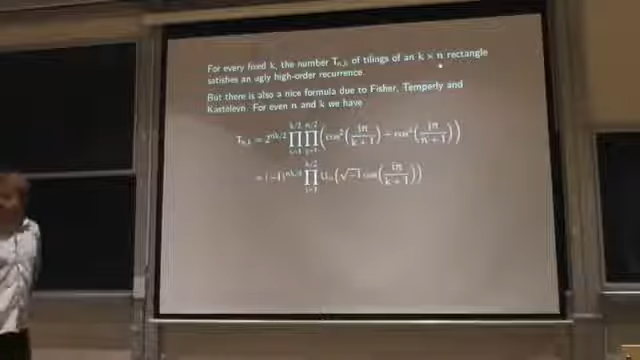 For every fixed k, the number T_{n,k} of tilings of an k × n rectangle
satisfies an ugly high-order recurrence.
But there is also a nice formula due to Fisher, Temperly and
Kasteleyn. For even n and k we have
T_{n,k} = 2^{nk/2} ∏_{i=1}^{k/2} ∏_{j=1}^{n/2} (cos²(iπ/(k+1)) + cos²(jπ/(n+1)))
= (−1)^{nk/4} ∏_{i=1}^{k/2} U_n(√−1 cos(iπ/(k+1)))